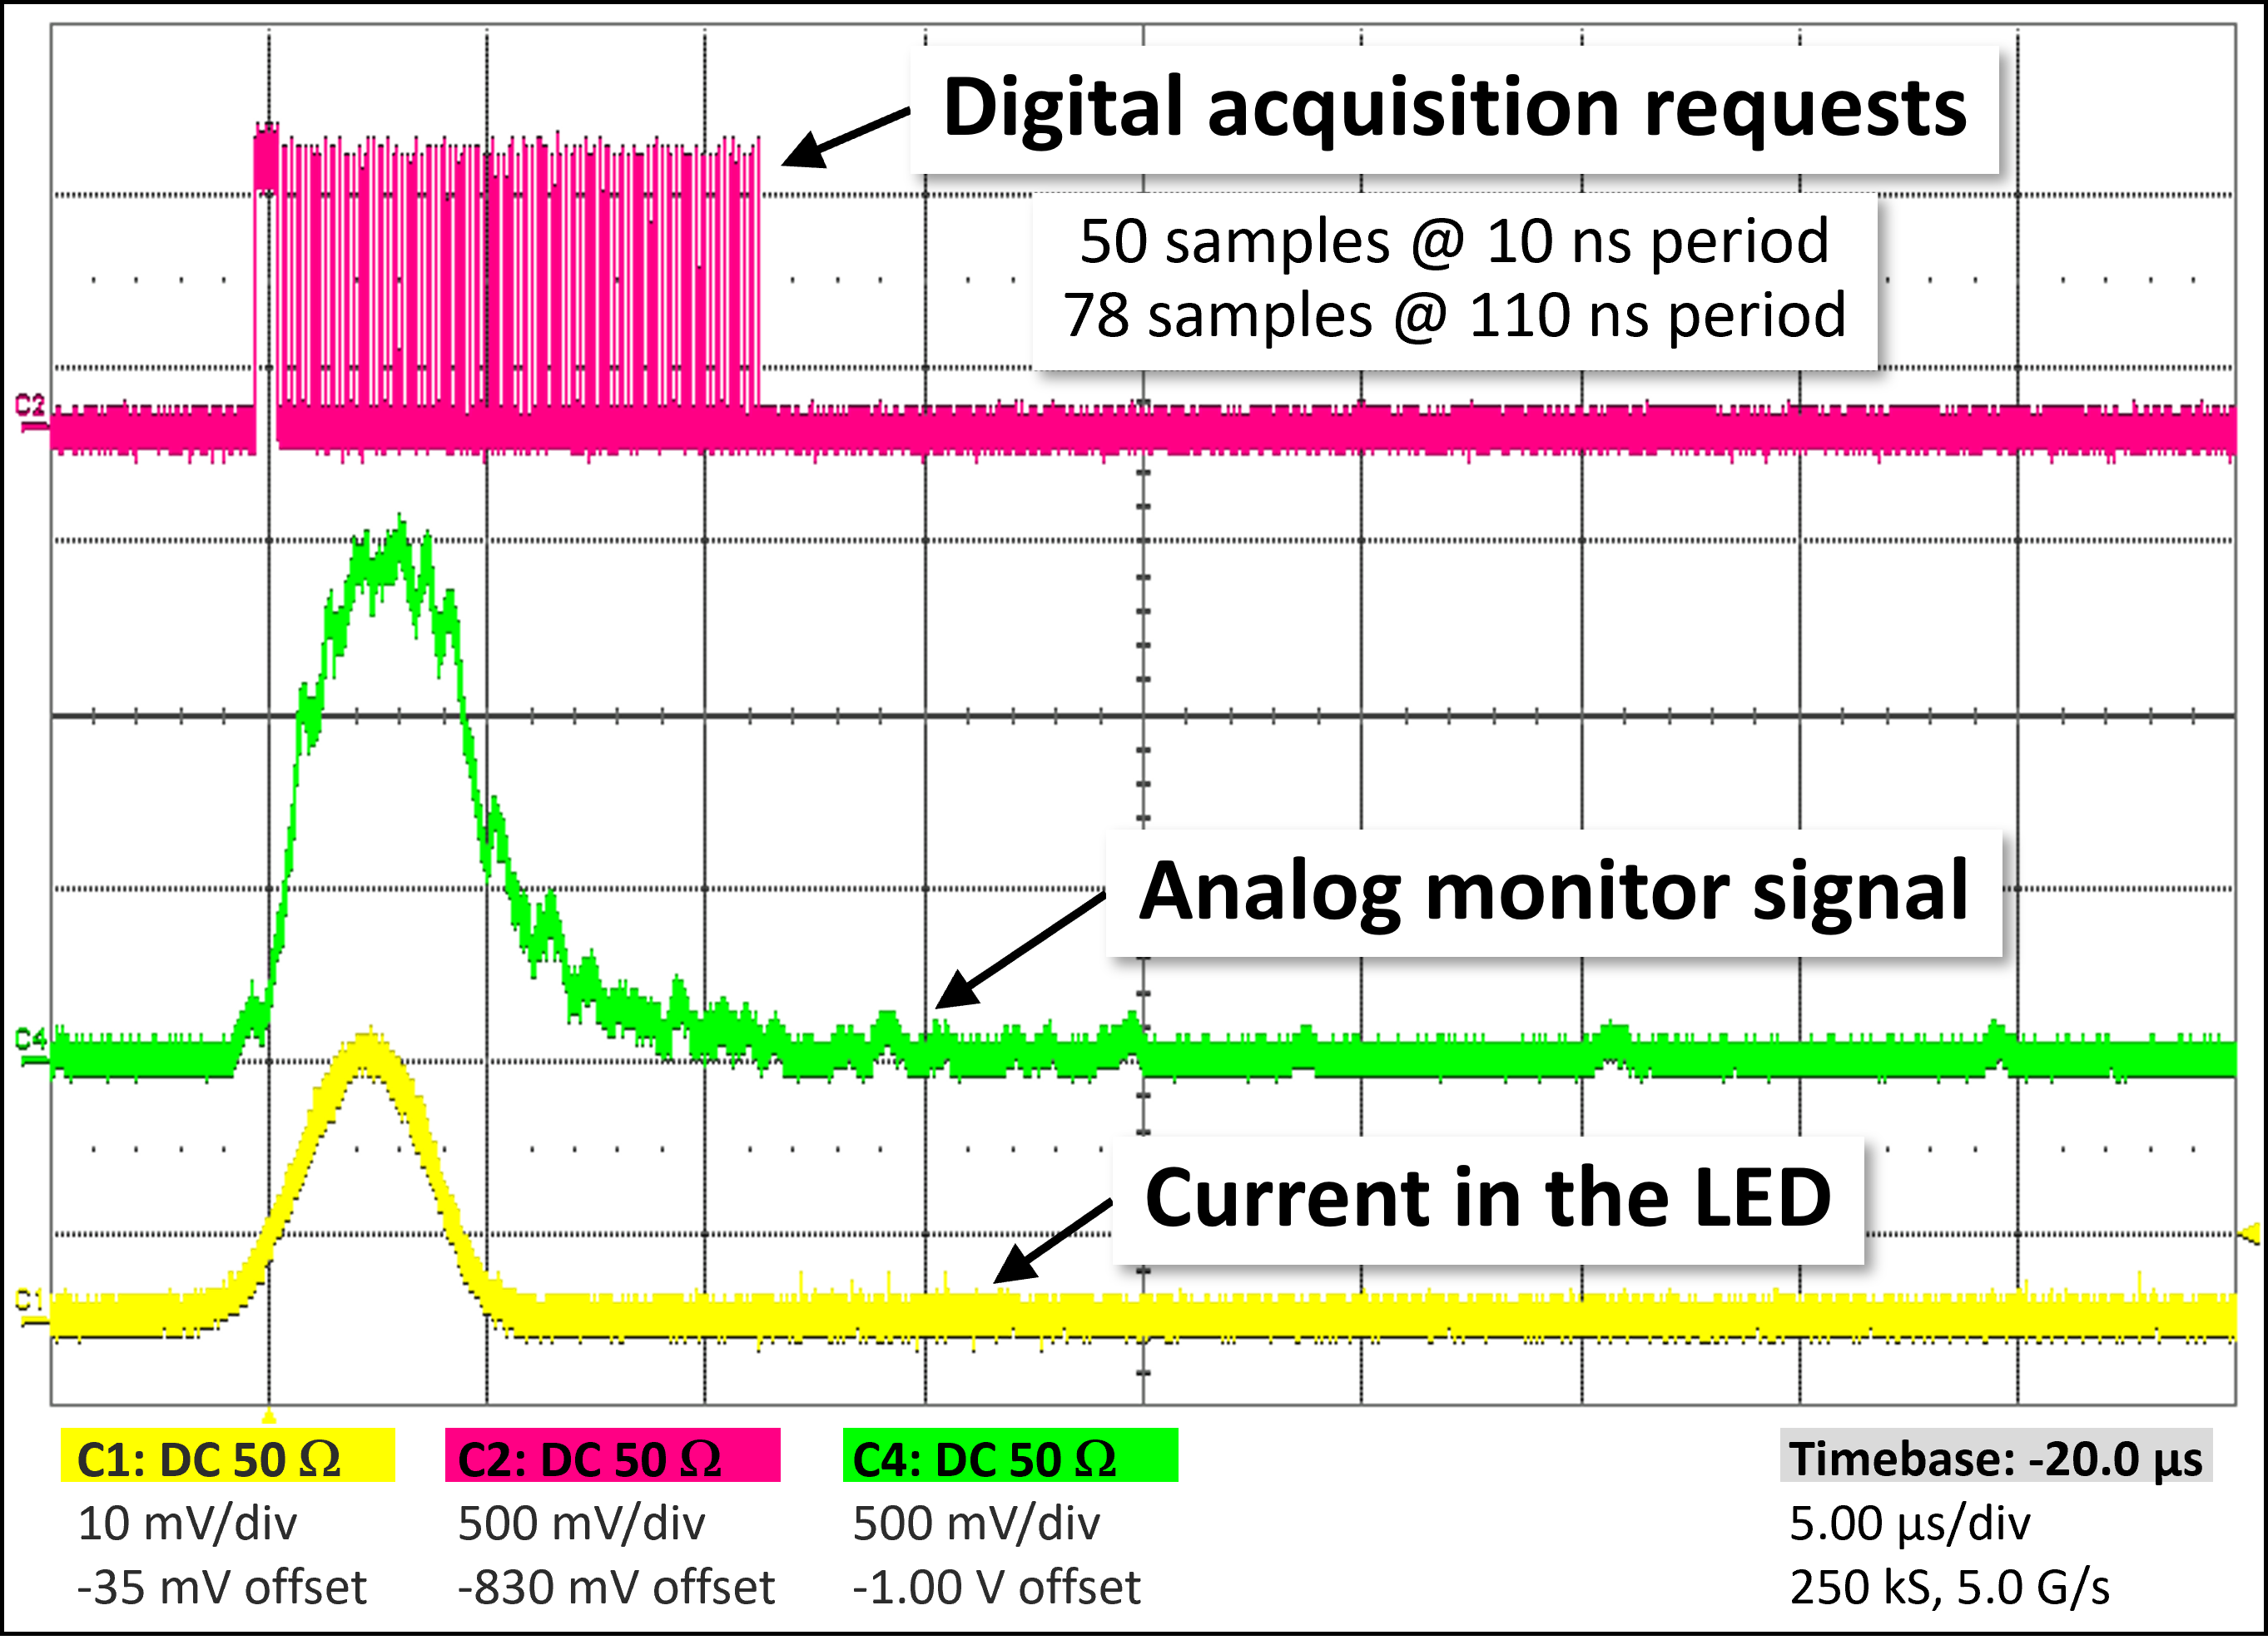 Digital acquisition requests
50 samples @ 10 ns period
78 samples @ 110 ns period
C2
Analog monitor signal
C4
Current in the LED
C1
C1: DC 50 Ω
10 mV/div
-35 mV offset
C2: DC 50 Ω
500 mV/div
-830 mV offset
C4: DC 50 Ω
500 mV/div
-1.00 V offset
Timebase: -20.0 µs
5.00 µs/div
250 kS, 5.0 G/s